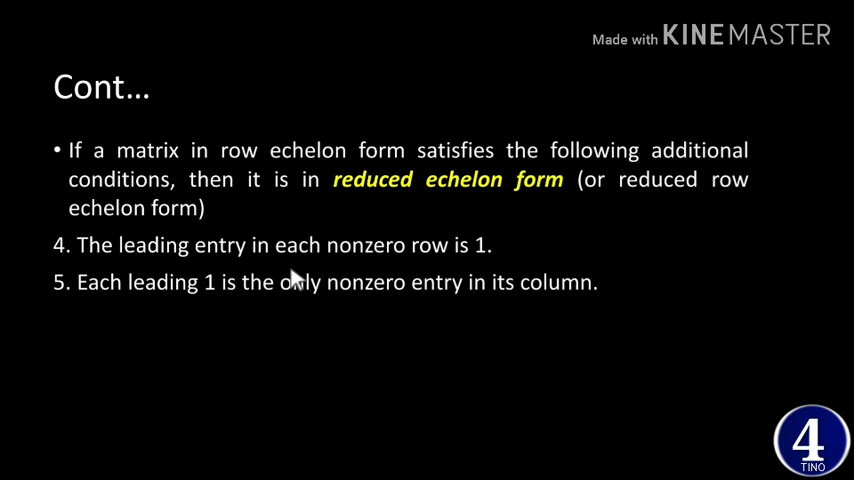 Made with KINEMASTER
Cont...
• If a matrix in row echelon form satisfies the following additional
conditions, then it is in reduced echelon form (or reduced row
echelon form)
4. The leading entry in each nonzero row is 1.
5. Each leading 1 is the only nonzero entry in its column.
4
TINO